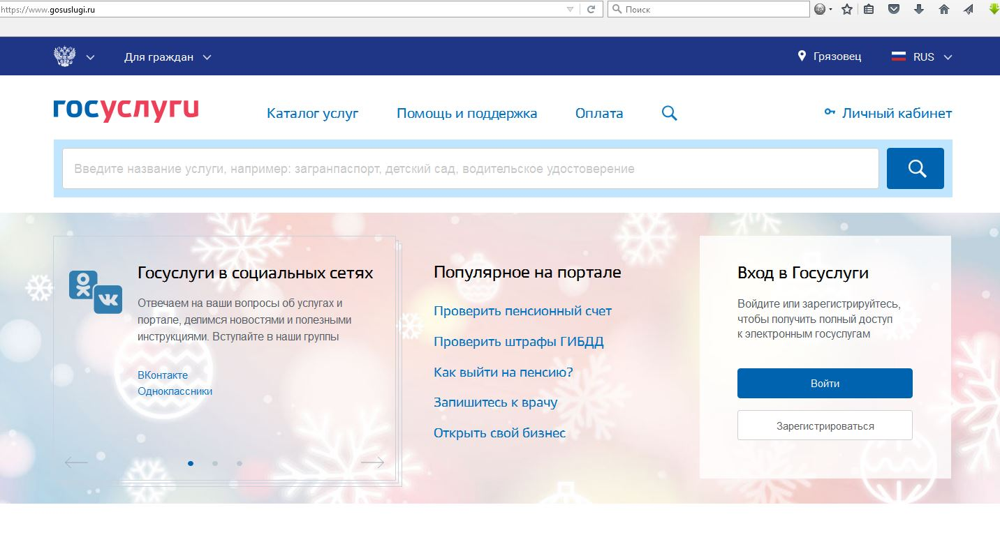 https://www.gosuslugi.ru
Поиск
Для граждан
Грязовец
RUS
госуслуги
Каталог услуг
Помощь и поддержка
Оплата
Личный кабинет
Введите название услуги, например: загранпаспорт, детский сад, водительское удостоверение
Госуслуги в социальных сетях
Отвечаем на ваши вопросы об услугах и
портале, делимся новостями и полезными
инструкциями. Вступайте в наши группы
ВКонтакте
Одноклассники
Популярное на портале
Проверить пенсионный счет
Проверить штрафы ГИБДД
Как выйти на пенсию?
Запишитесь к врачу
Открыть свой бизнес
Вход в Госуслуги
Войдите или зарегистрируйтесь,
чтобы получить полный доступ
к электронным госуслугам
Войти
Зарегистрироваться